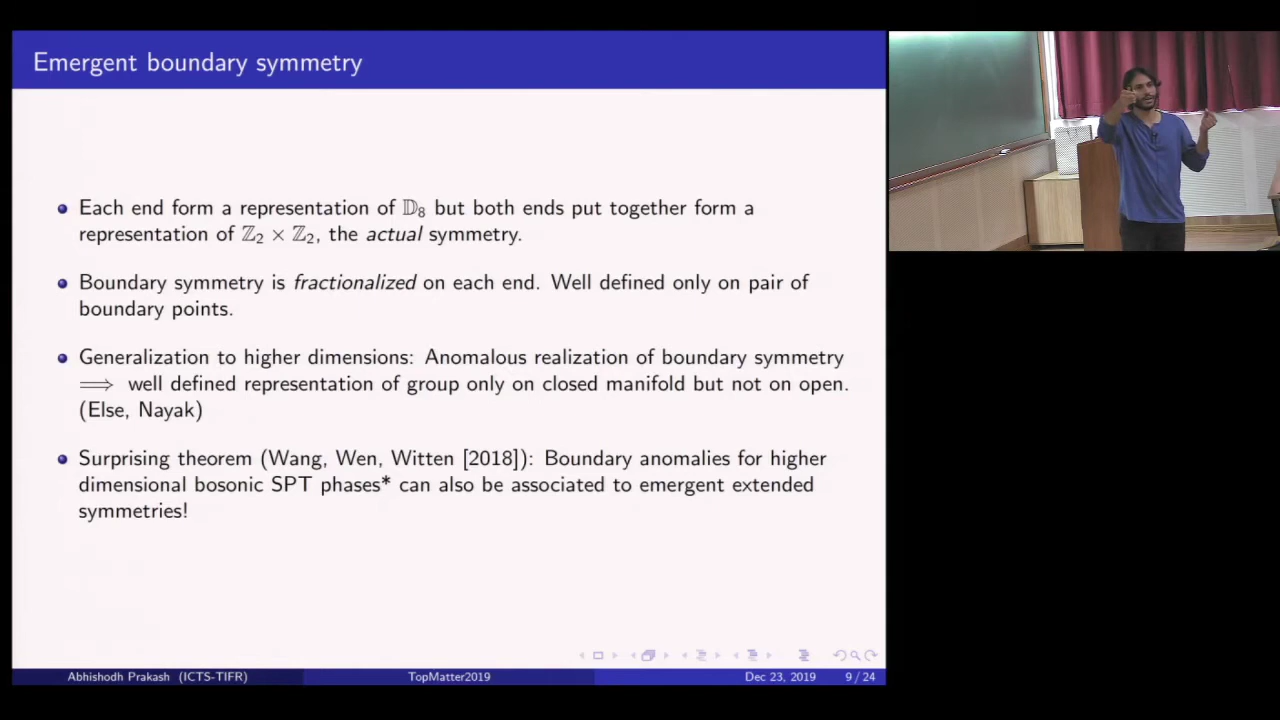 Emergent boundary symmetry
Each end form a representation of 𝔻₈ but both ends put together form a
representation of ℤ₂ × ℤ₂, the actual symmetry.
Boundary symmetry is fractionalized on each end. Well defined only on pair of
boundary points.
Generalization to higher dimensions: Anomalous realization of boundary symmetry
⟹ well defined representation of group only on closed manifold but not on open.
(Else, Nayak)
Surprising theorem (Wang, Wen, Witten [2018]): Boundary anomalies for higher
dimensional bosonic SPT phases* can also be associated to emergent extended
symmetries!
Abhishodh Prakash (ICTS-TIFR) TopMatter2019 Dec 23, 2019 9 / 24